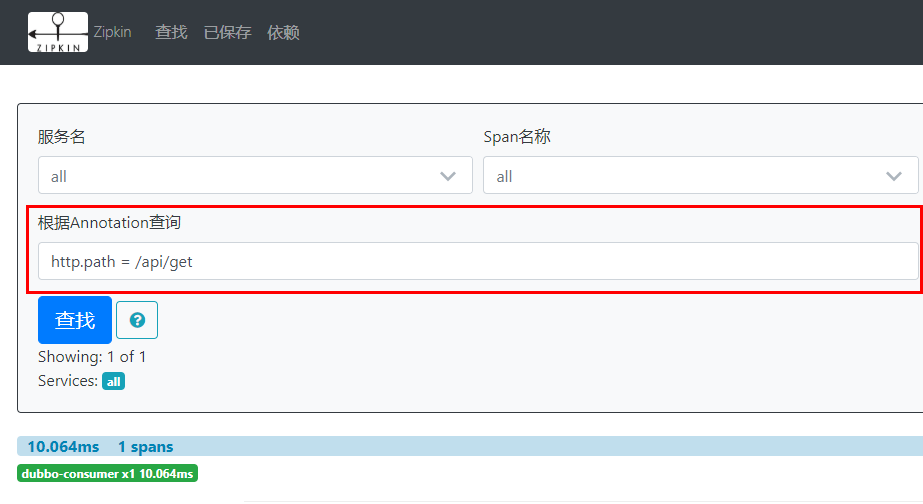 ZIPKIN Zipkin 查找 已保存 依赖
服务名 Span名称
all all
根据Annotation查询
http.path = /api/get
查找 ?
Showing: 1 of 1
Services: all
10.064ms 1 spans
dubbo-consumer x1 10.064ms